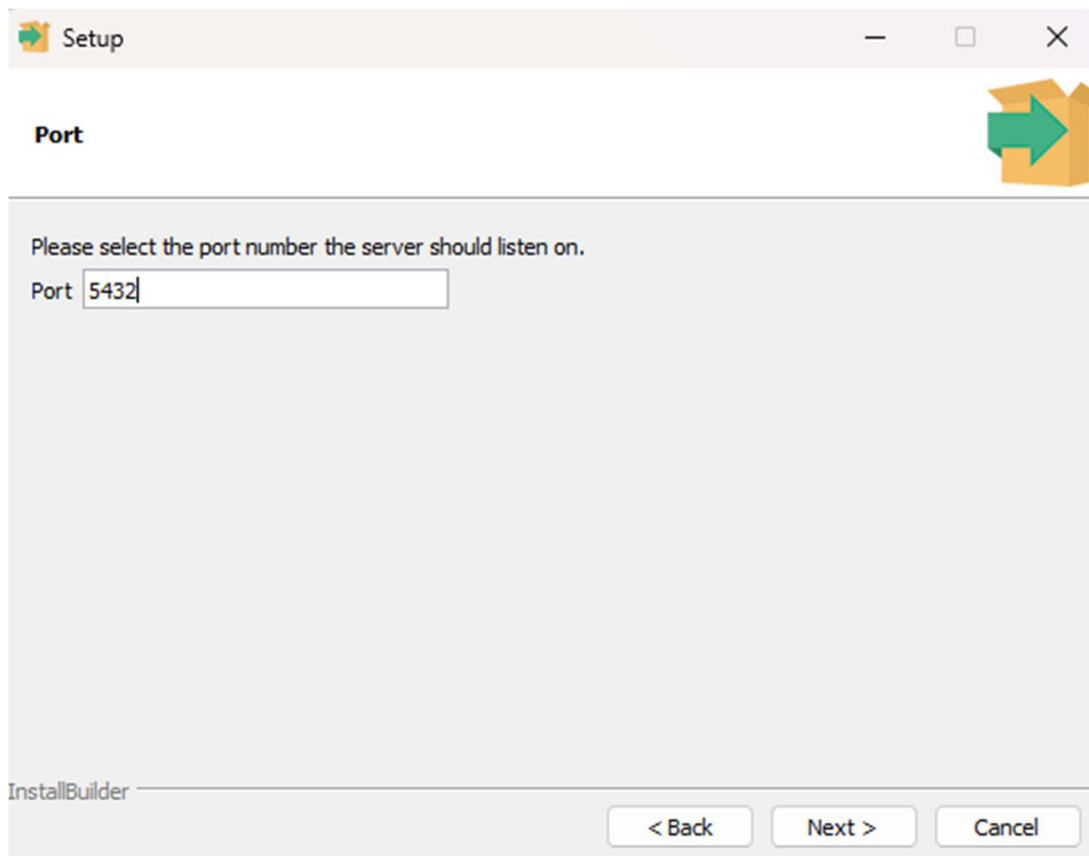 Setup
Port
Please select the port number the server should listen on.
Port 5432
InstallBuilder
< Back Next > Cancel